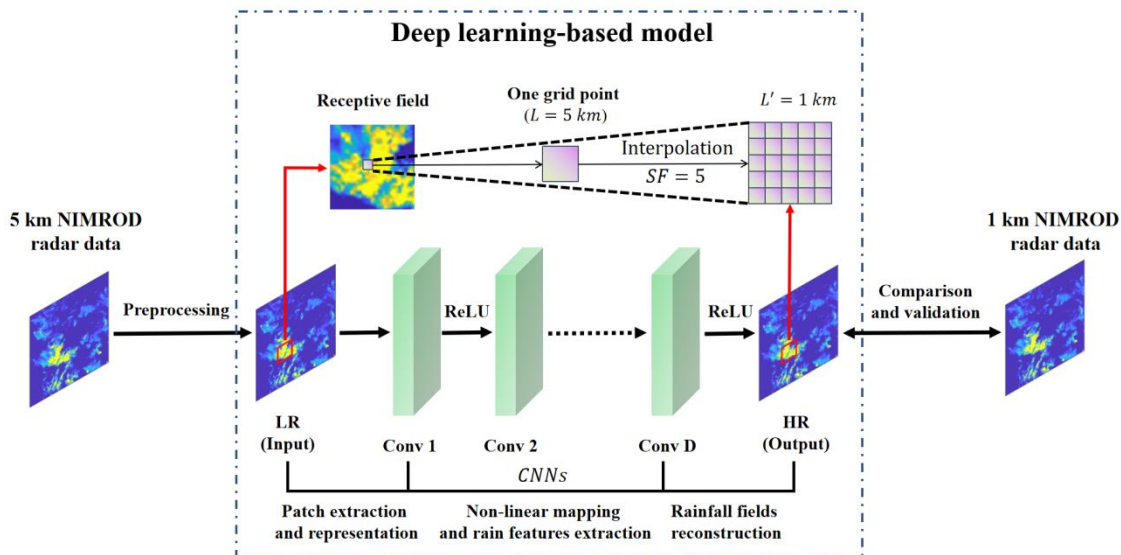 Deep learning-based model
Receptive field
One grid point
(L = 5 km)
L′ = 1 km
Interpolation
SF = 5
5 km NIMROD
radar data
1 km NIMROD
radar data
Preprocessing
ReLU
ReLU
Comparison
and validation
LR
(Input)
Conv 1
Conv 2
Conv D
HR
(Output)
CNNs
Patch extraction
and representation
Non-linear mapping
and rain features extraction
Rainfall fields
reconstruction